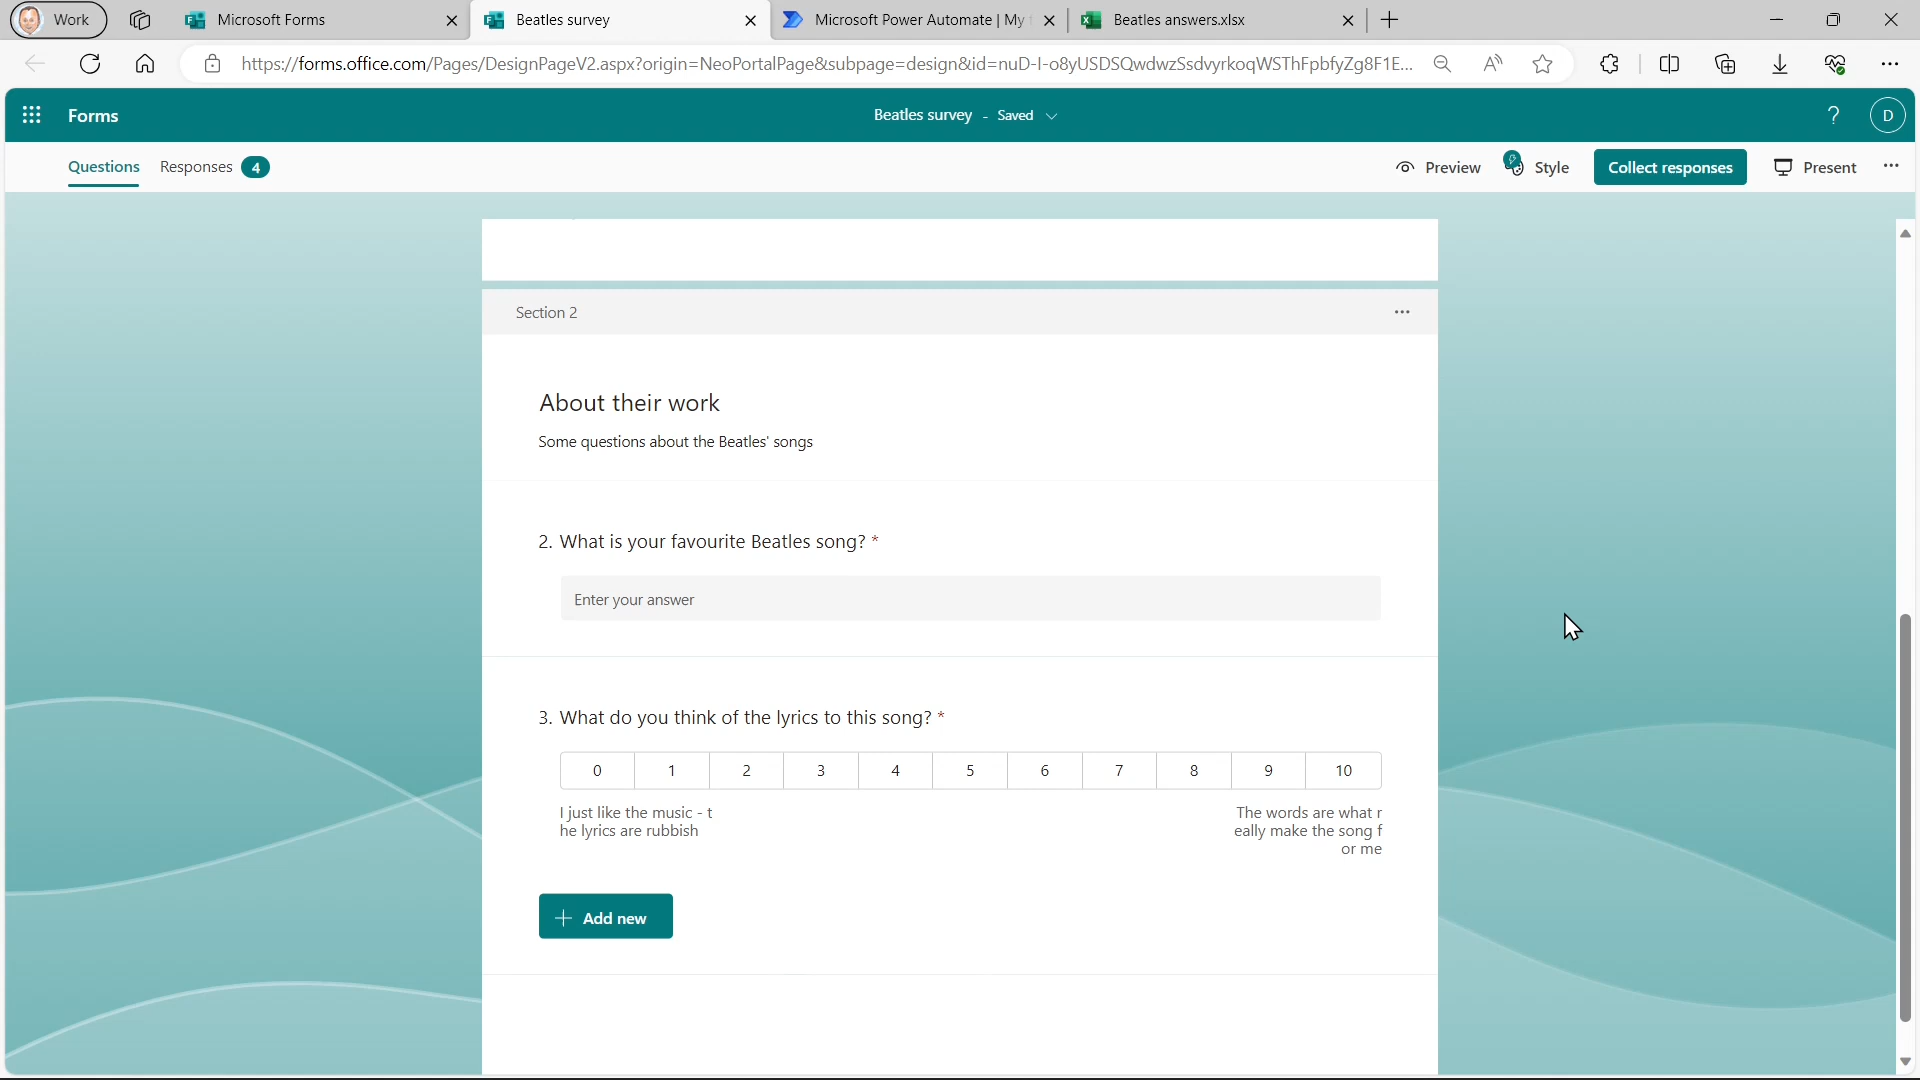 Work
Microsoft Forms
Beatles survey
Microsoft Power Automate | My
Beatles answers.xlsx
https://forms.office.com/Pages/DesignPageV2.aspx?origin=NeoPortalPage&subpage=design&id=nuD-I-o8yUSDSQwdwzSsdvyrkoqWSThFpbfyZg8F1E...
Forms
Beatles survey - Saved
?
D
Questions
Responses 4
Preview
Style
Collect responses
Present
Section 2
About their work
Some questions about the Beatles' songs
2. What is your favourite Beatles song? *
Enter your answer
3. What do you think of the lyrics to this song? *
0 1 2 3 4 5 6 7 8 9 10
I just like the music - t
he lyrics are rubbish
The words are what r
eally make the song f
or me
+ Add new